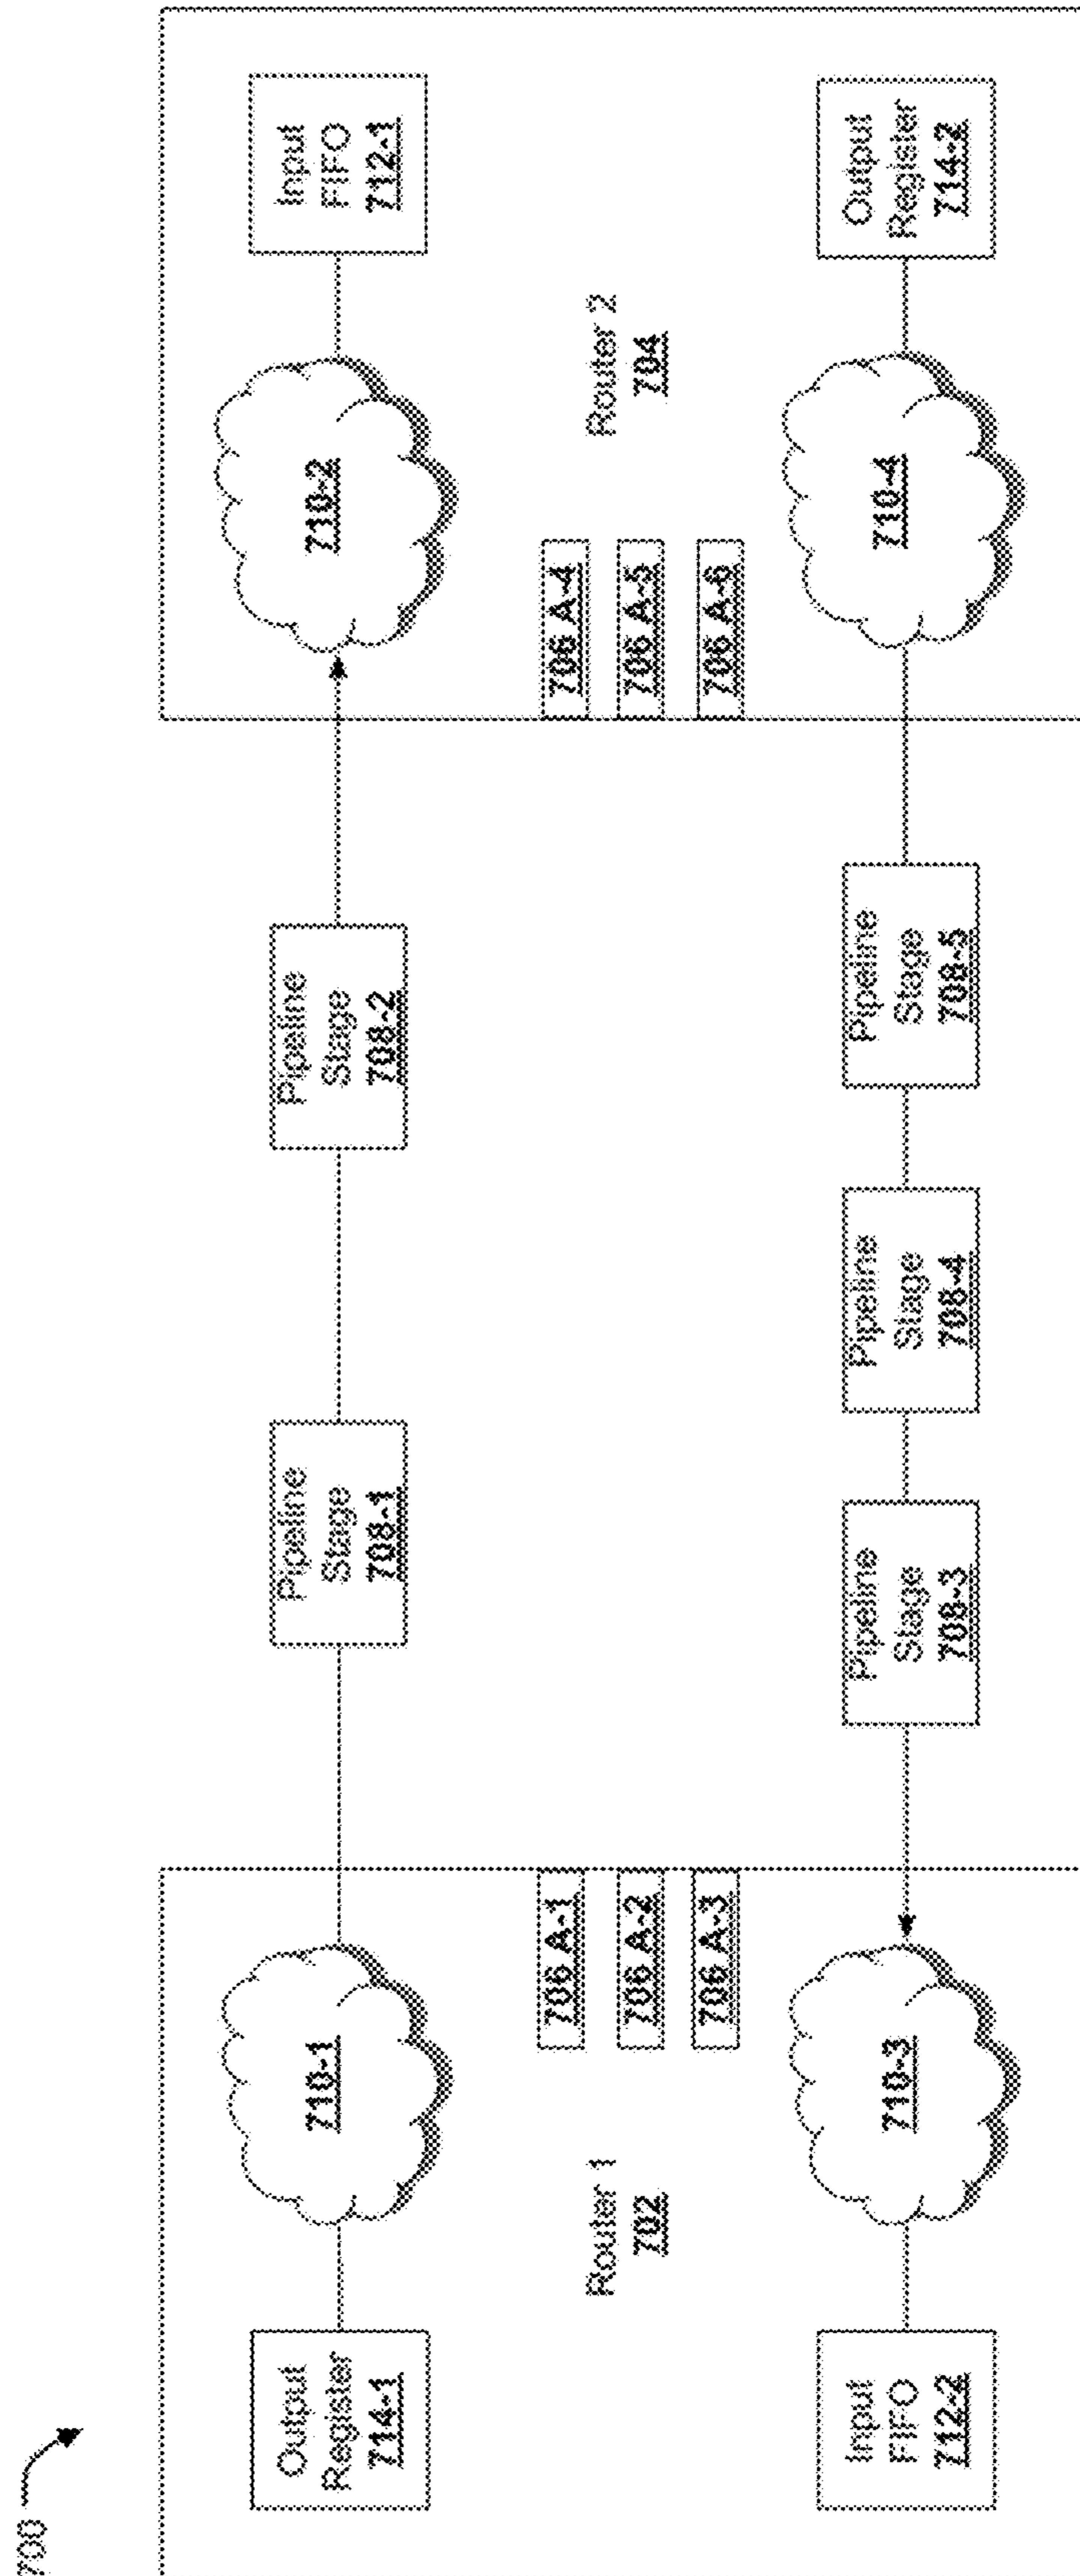 700
Output
Register
714-1
710-1
Pipeline
Stage
708-1
Pipeline
Stage
708-2
710-2
Input
FIFO
712-1
Router 1
702
706 A-1
706 A-2
706 A-3
706 A-4
706 A-5
706 A-6
Router 2
704
Input
FIFO
712-2
710-3
Pipeline
Stage
708-3
Pipeline
Stage
708-4
Pipeline
Stage
708-5
710-4
Output
Register
714-2